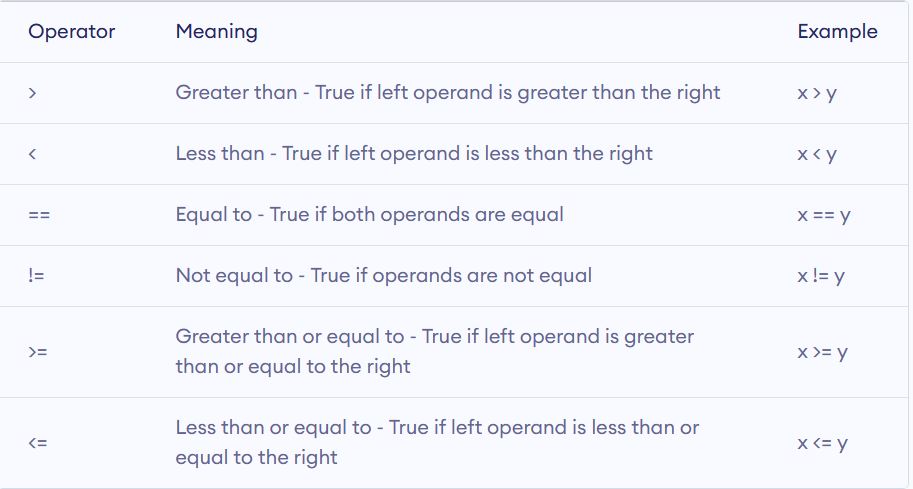 Operator Meaning Example
> Greater than - True if left operand is greater than the right x > y
< Less than - True if left operand is less than the right x < y
== Equal to - True if both operands are equal x == y
!= Not equal to - True if operands are not equal x != y
>= Greater than or equal to - True if left operand is greater
than or equal to the right x >= y
<= Less than or equal to - True if left operand is less than or
equal to the right x <= y